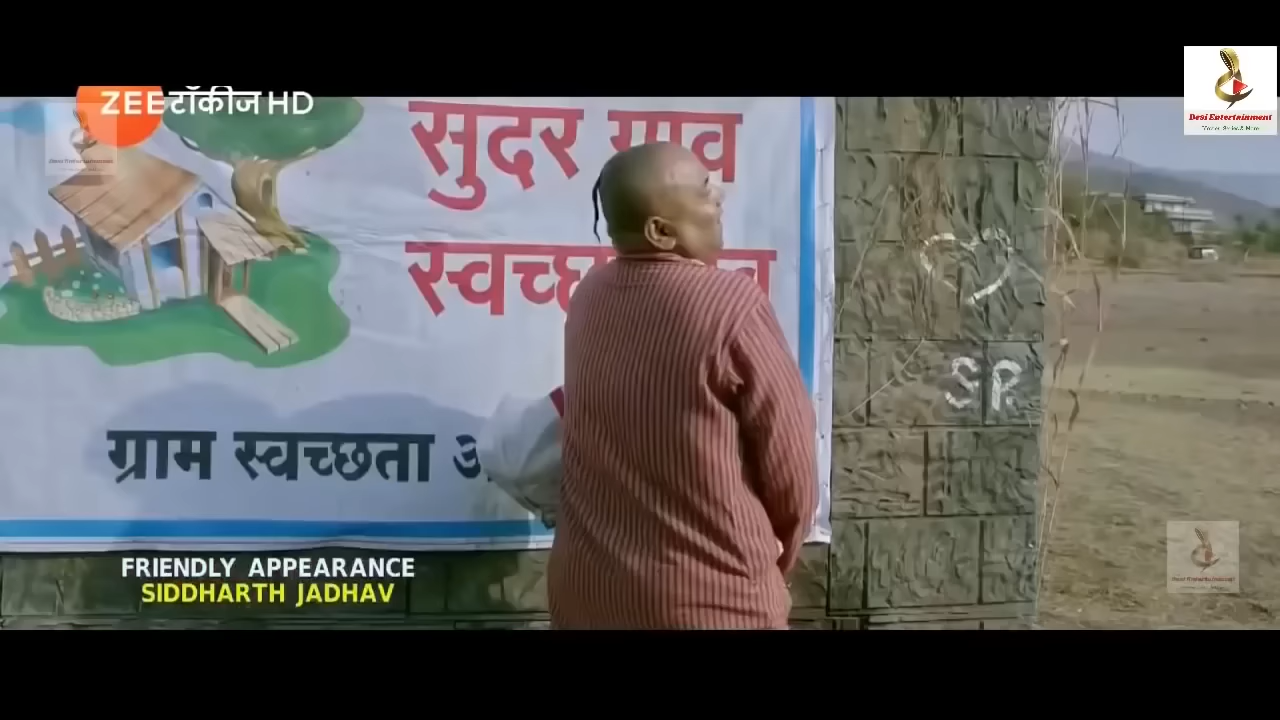 ZEE टॉकीज HD
Desi Entertainment
सुदर गाव
स्वच्छ
ग्राम स्वच्छता
SR
FRIENDLY APPEARANCE
SIDDHARTH JADHAV